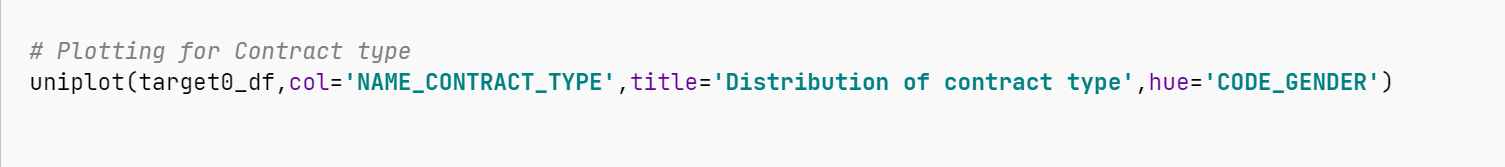 # Plotting for Contract type
uniplot(target0_df,col='NAME_CONTRACT_TYPE',title='Distribution of contract type',hue='CODE_GENDER')